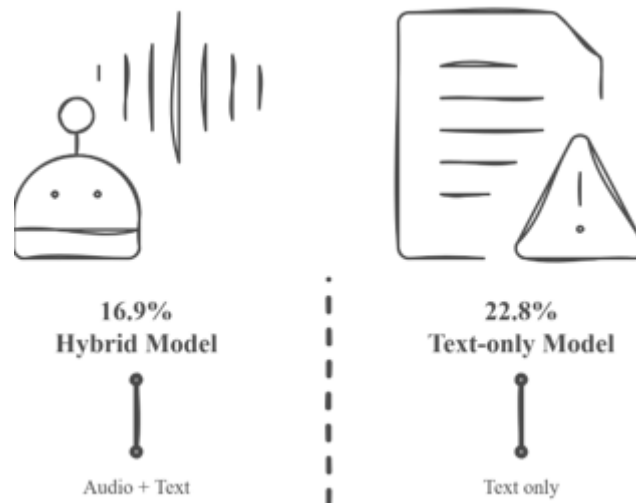 16.9%
Hybrid Model
Audio + Text
22.8%
Text-only Model
Text only